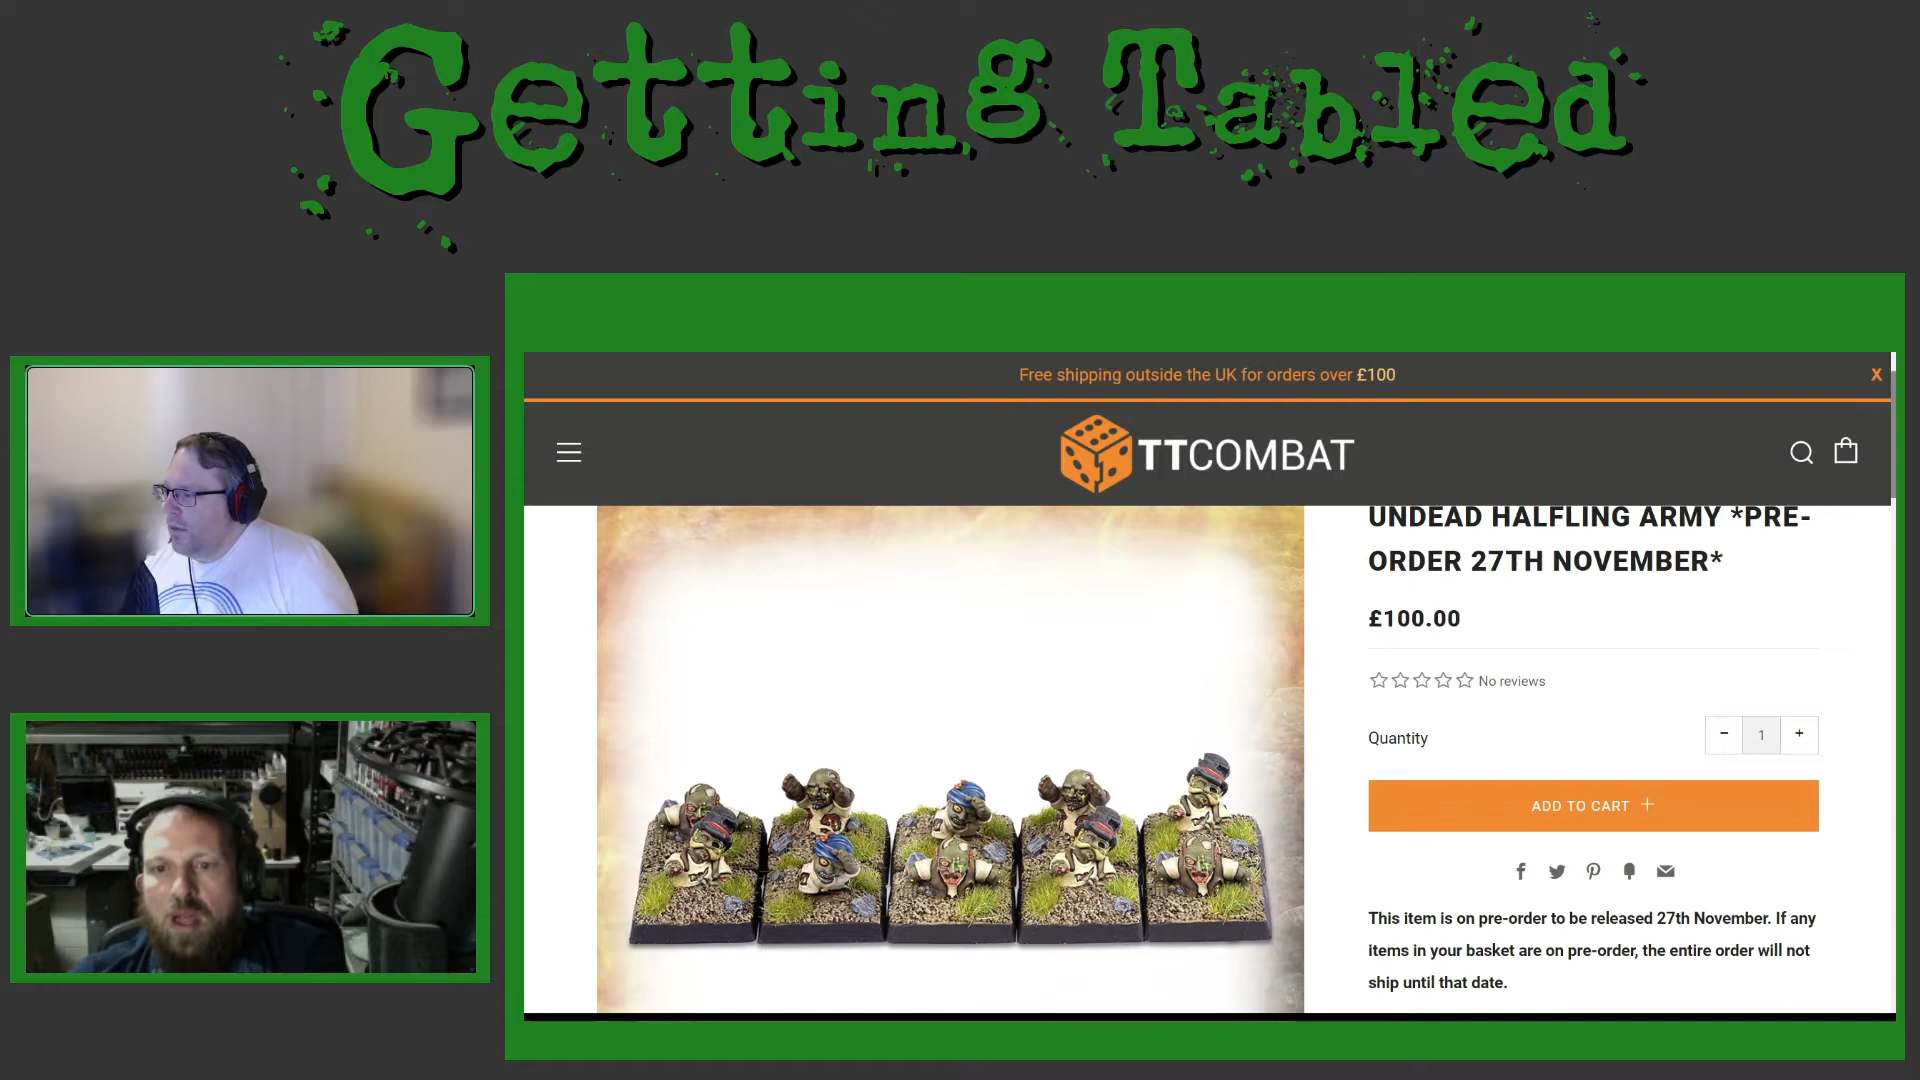 Getting Tabled
Free shipping outside the UK for orders over £100
X
TTCOMBAT
UNDEAD HALFLING ARMY *PRE-
ORDER 27TH NOVEMBER*
£100.00
No reviews
Quantity
- 1 +
ADD TO CART +
This item is on pre-order to be released 27th November. If any
items in your basket are on pre-order, the entire order will not
ship until that date.